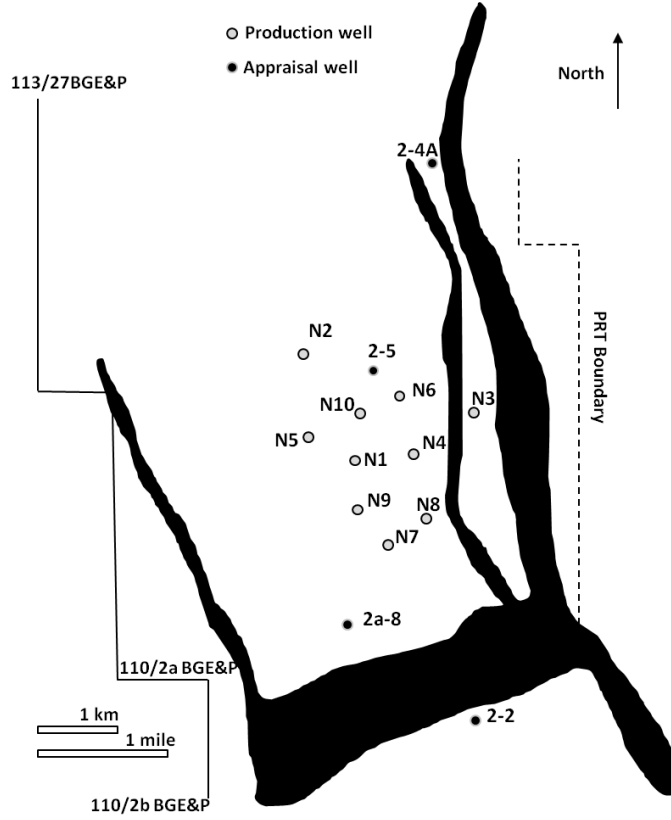 Production well
Appraisal well
North
113/27BGE&P
2-4A
N2
2-5
N6
N10
N3
N5
N4
N1
PRT Boundary
N9
N8
N7
2a-8
110/2a BGE&P
1 km
2-2
1 mile
110/2b BGE&P